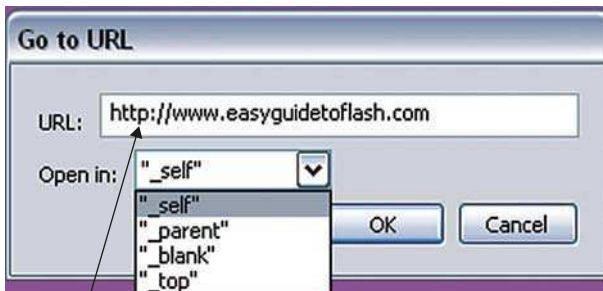 Go to URL
URL: http://www.easyguidetoflash.com
Open in: "_self"
"_self"
"_parent"
"_blank"
"_top"
OK Cancel